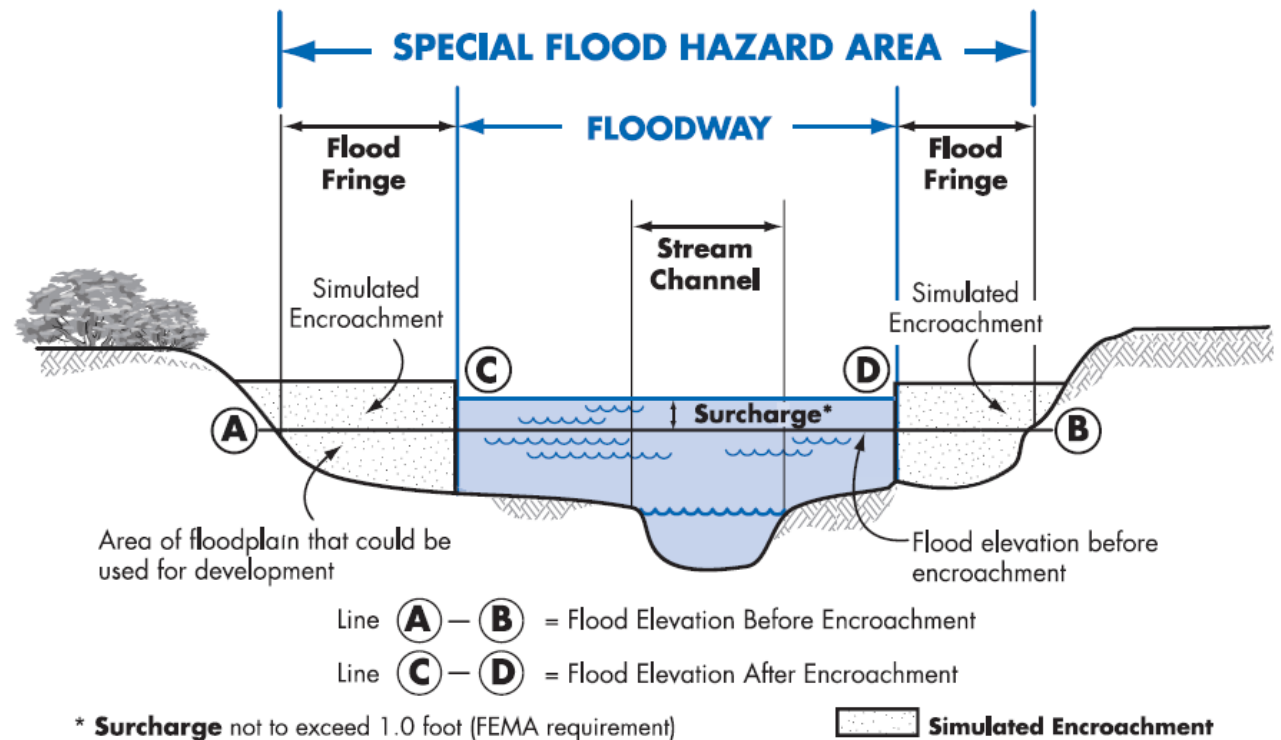 SPECIAL FLOOD HAZARD AREA
FLOODWAY
Flood
Fringe
Flood
Fringe
Stream
Channel
Simulated
Encroachment
Simulated
Encroachment
C
D
Surcharge*
A
B
Area of floodplain that could be
used for development
Flood elevation before
encroachment
Line A – B = Flood Elevation Before Encroachment
Line C – D = Flood Elevation After Encroachment
* Surcharge not to exceed 1.0 foot (FEMA requirement)
Simulated Encroachment